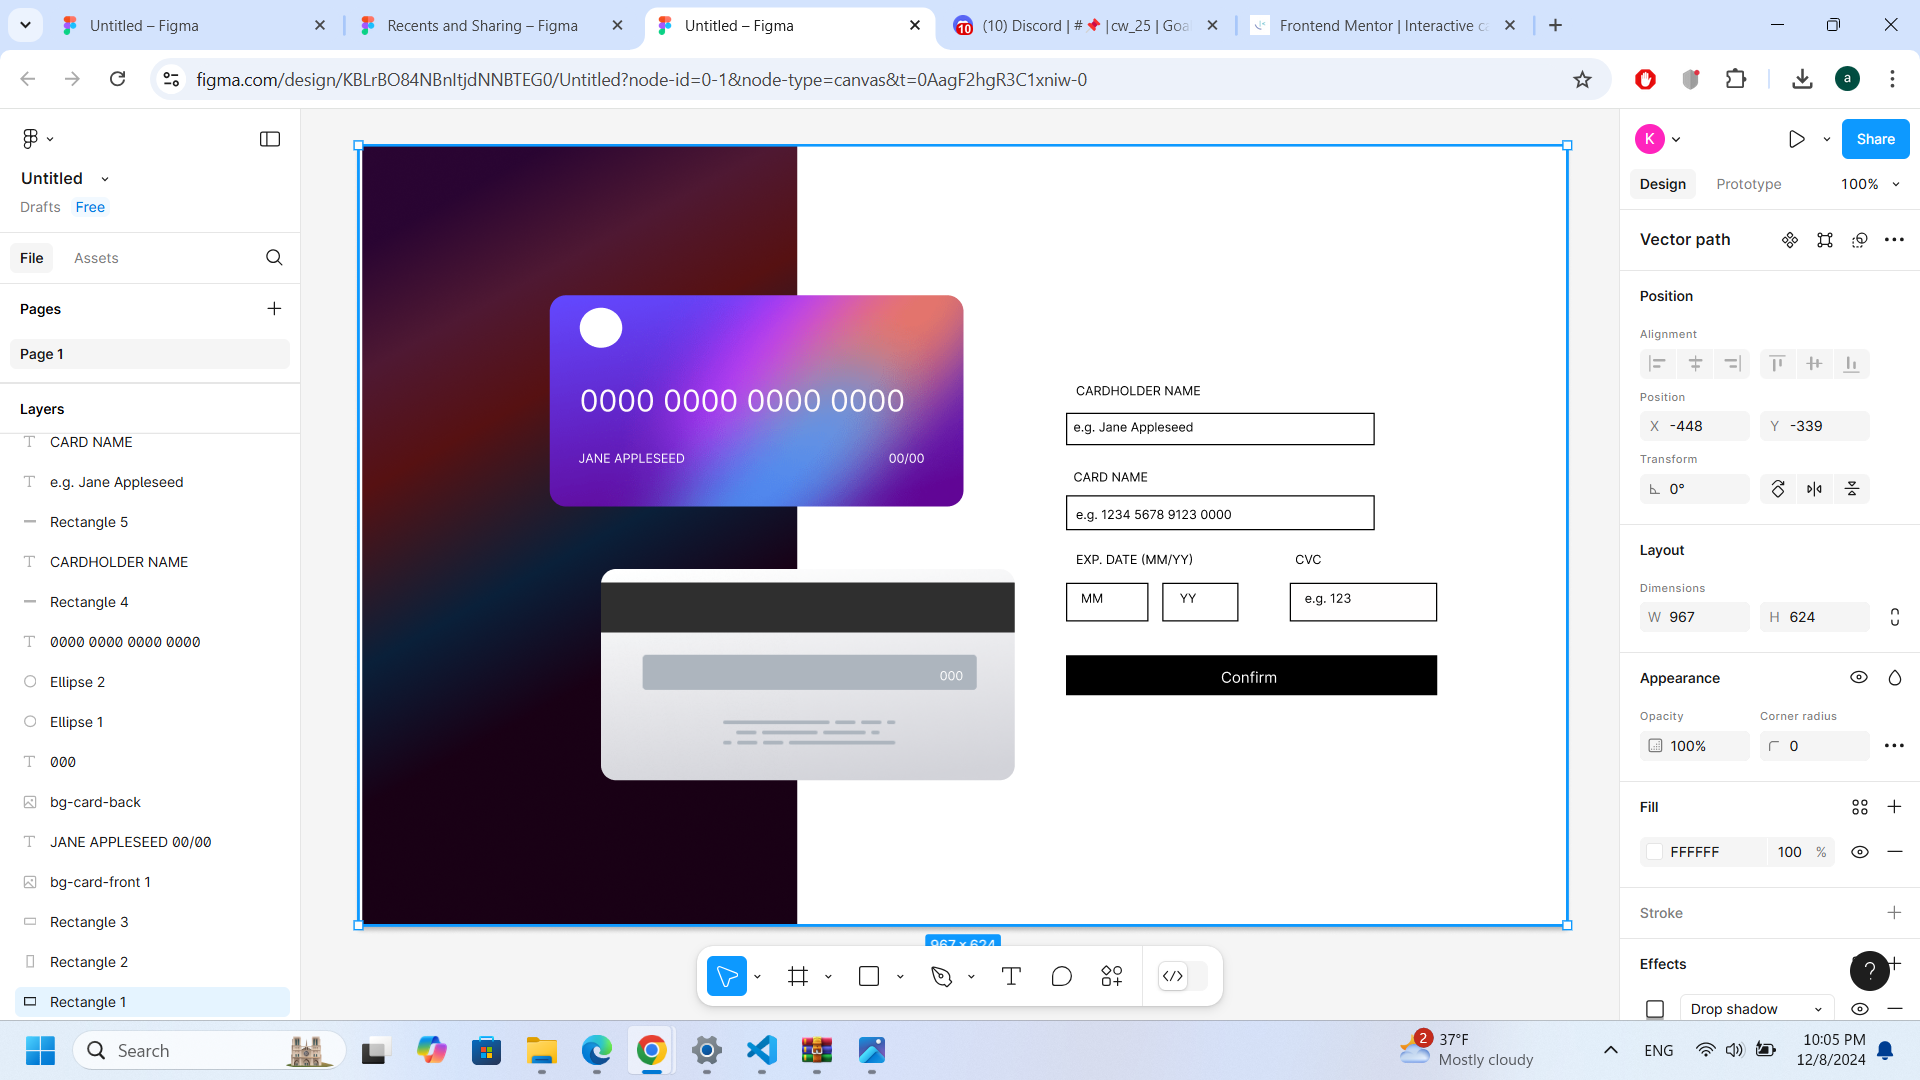 Untitled – Figma
Recents and Sharing – Figma
Untitled – Figma
(10) Discord | #📌 |cw_25 | Goa
Frontend Mentor | Interactive ca
figma.com/design/KBLrBO84NBnItjdNNBTEG0/Untitled?node-id=0-1&node-type=canvas&t=0AagF2hgR3C1xniw-0
a
Untitled
Drafts Free
File Assets
Pages
Page 1
Layers
CARD NAME
e.g. Jane Appleseed
Rectangle 5
CARDHOLDER NAME
Rectangle 4
0000 0000 0000 0000
Ellipse 2
Ellipse 1
000
bg-card-back
JANE APPLESEED 00/00
bg-card-front 1
Rectangle 3
Rectangle 2
Rectangle 1
0000 0000 0000 0000
JANE APPLESEED 00/00
000
CARDHOLDER NAME
e.g. Jane Appleseed
CARD NAME
e.g. 1234 5678 9123 0000
EXP. DATE (MM/YY) CVC
MM YY e.g. 123
Confirm
967 × 624
K
Share
Design Prototype 100%
Vector path
Position
Alignment
Position
X -448 Y -339
Transform
0°
Layout
Dimensions
W 967 H 624
Appearance
Opacity Corner radius
100% 0
Fill
FFFFFF 100 %
Stroke
Effects
?
Drop shadow
Search
2
37°F
Mostly cloudy
ENG
10:05 PM
12/8/2024